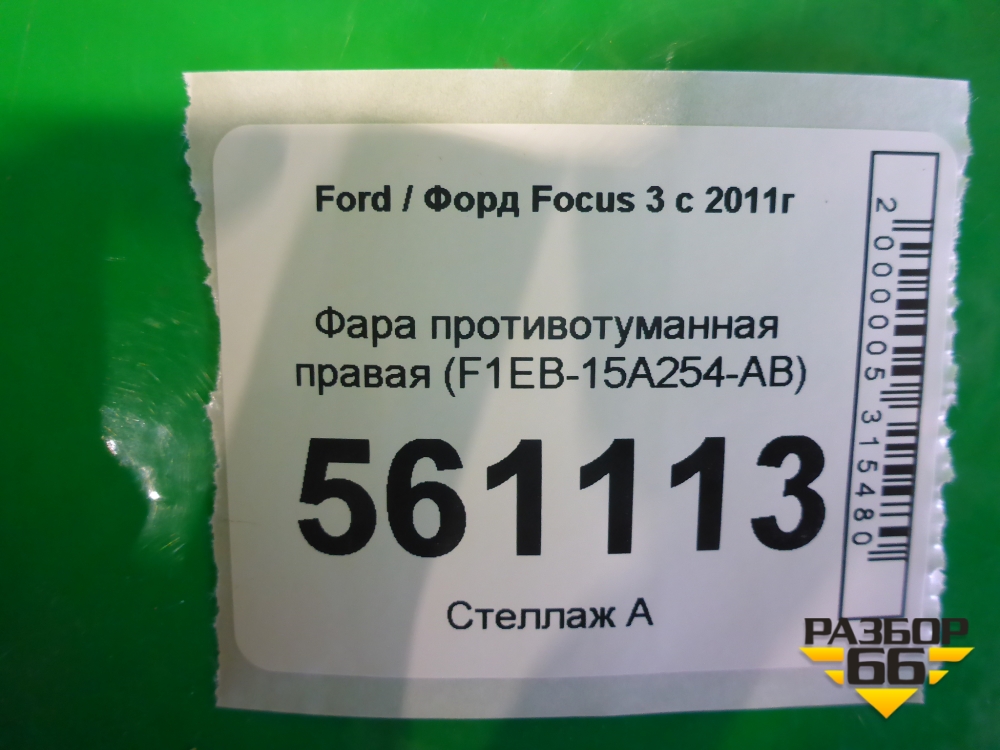 Ford / Форд Focus 3 с 2011г
Фара противотуманная
правая (F1EB-15A254-AB)
561113
Стеллаж А
2000005315480
РАЗБОР
66